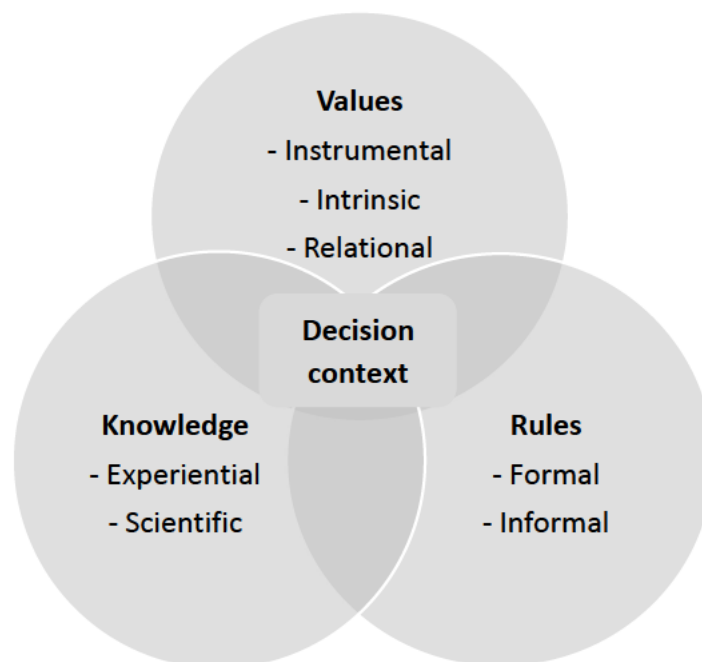 Values
- Instrumental
- Intrinsic
- Relational
Decision
context
Knowledge
- Experiential
- Scientific
Rules
- Formal
- Informal